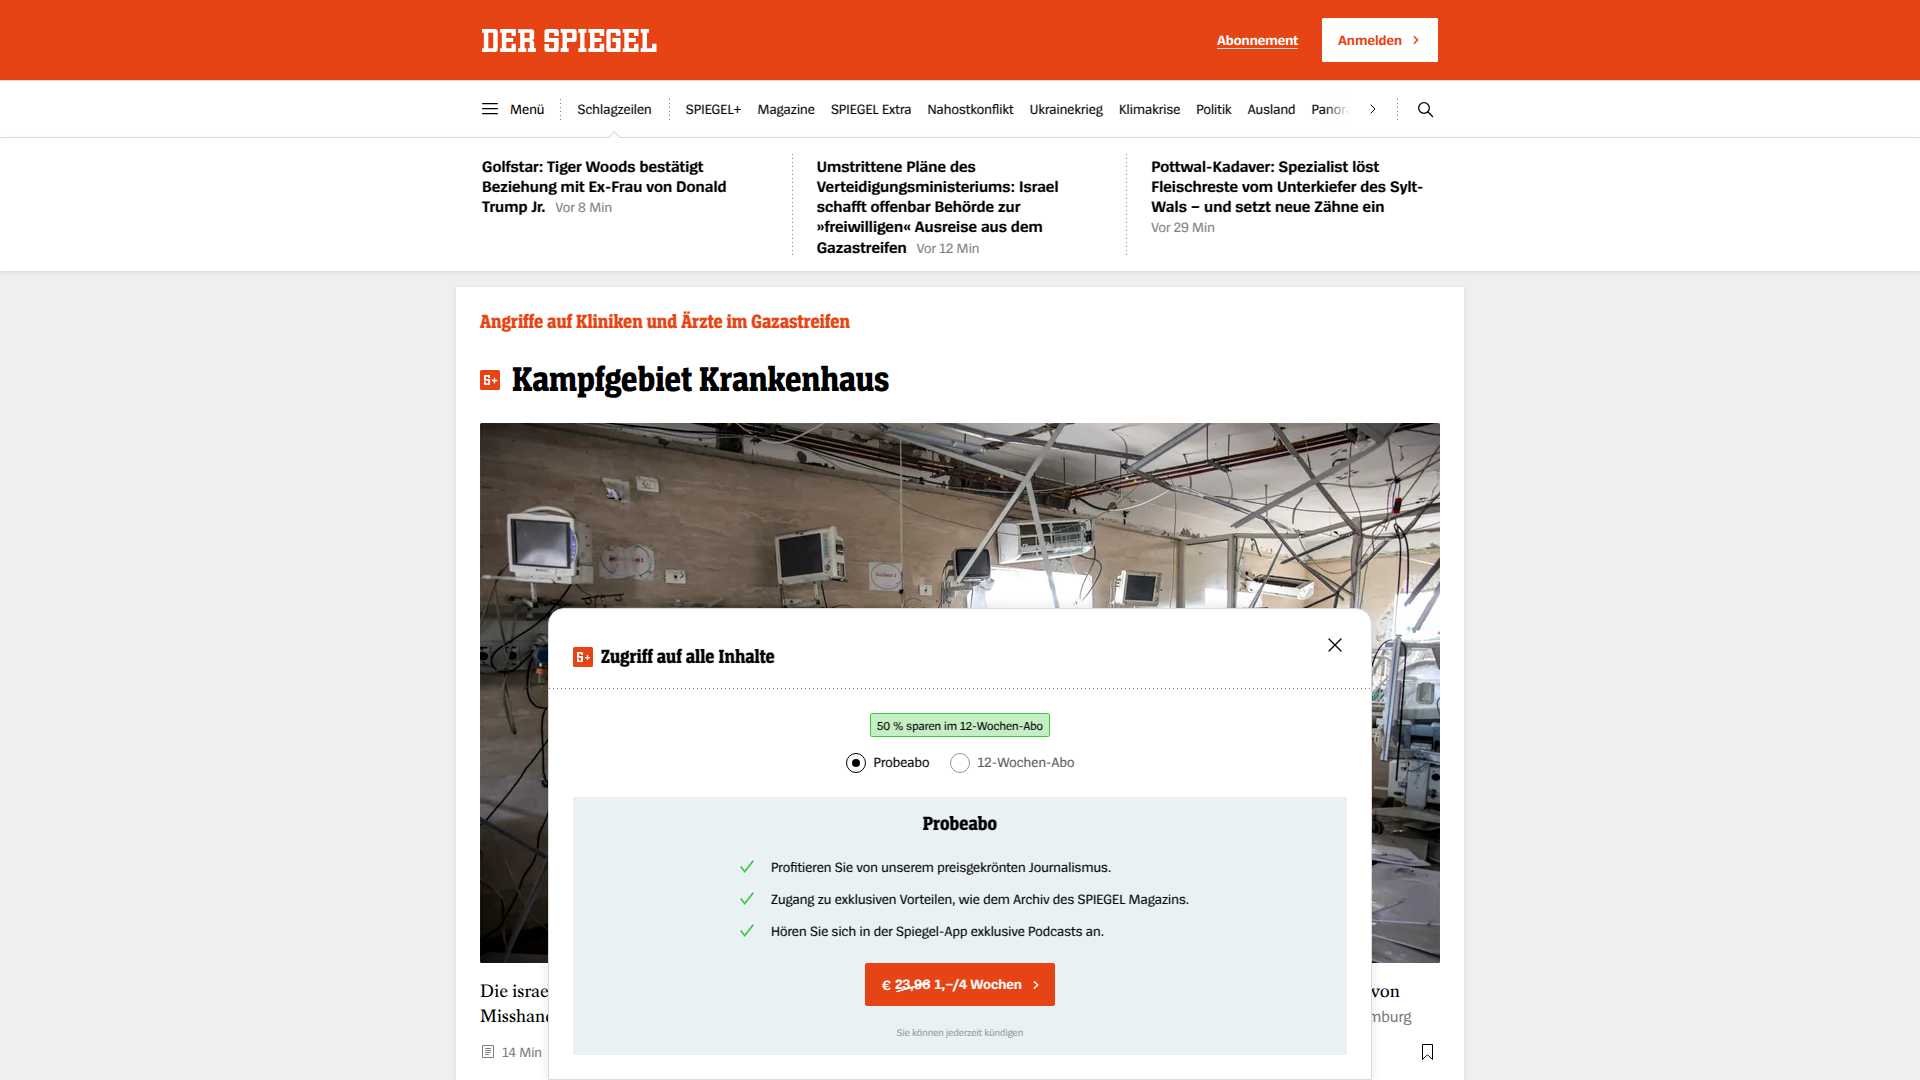 DER SPIEGEL
Abonnement
Anmelden
Menü
Schlagzeilen
SPIEGEL+
Magazine
SPIEGEL Extra
Nahostkonflikt
Ukrainekrieg
Klimakrise
Politik
Ausland
Golfstar: Tiger Woods bestätigt
Beziehung mit Ex-Frau von Donald
Trump Jr. Vor 8 Min
Umstrittene Pläne des
Verteidigungsministeriums: Israel
schafft offenbar Behörde zur
»freiwilligen« Ausreise aus dem
Gazastreifen Vor 12 Min
Pottwal-Kadaver: Spezialist löst
Fleischreste vom Unterkiefer des Sylt-
Wals – und setzt neue Zähne ein
Vor 29 Min
Angriffe auf Kliniken und Ärzte im Gazastreifen
S+ Kampfgebiet Krankenhaus
S+ Zugriff auf alle Inhalte
50 % sparen im 12-Wochen-Abo
Probeabo
12-Wochen-Abo
Probeabo
Profitieren Sie von unserem preisgekrönten Journalismus.
Zugang zu exklusiven Vorteilen, wie dem Archiv des SPIEGEL Magazins.
Hören Sie sich in der Spiegel-App exklusive Podcasts an.
€ 23,96 1,–/4 Wochen
Sie können jederzeit kündigen
Die israe
von
Misshan
mburg
14 Min